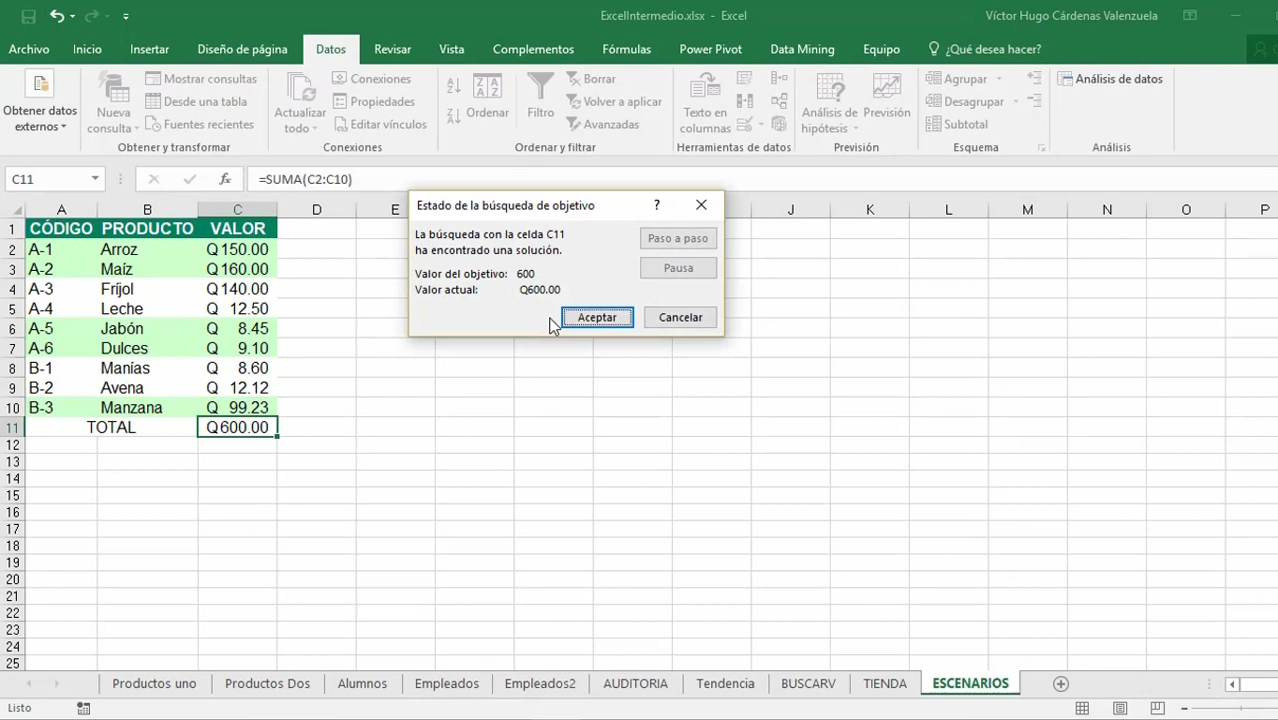 ExcelIntermedio.xlsx - Excel
Víctor Hugo Cárdenas Valenzuela
Archivo Inicio Insertar Diseño de página Datos Revisar Vista Complementos Fórmulas Power Pivot Data Mining Equipo ¿Qué desea hacer?
Obtener datos externos
Nueva consulta
Mostrar consultas
Desde una tabla
Fuentes recientes
Obtener y transformar
Actualizar todo
Conexiones
Propiedades
Editar vínculos
Conexiones
Ordenar
Filtro
Borrar
Volver a aplicar
Avanzadas
Ordenar y filtrar
Texto en columnas
Herramientas de datos
Análisis de hipótesis
Previsión
Previsión
Agrupar
Desagrupar
Subtotal
Esquema
Análisis de datos
Análisis
C11 fx =SUMA(C2:C10)
A B C D E J K L M N O P
1 CÓDIGO PRODUCTO VALOR
2 A-1 Arroz Q 150.00
3 A-2 Maíz Q 160.00
4 A-3 Fríjol Q 140.00
5 A-4 Leche Q 12.50
6 A-5 Jabón Q 8.45
7 A-6 Dulces Q 9.10
8 B-1 Manías Q 8.60
9 B-2 Avena Q 12.12
10 B-3 Manzana Q 99.23
11 TOTAL Q 600.00
12
13
14
15
16
17
18
19
20
21
22
23
24
25
Estado de la búsqueda de objetivo ?
La búsqueda con la celda C11
ha encontrado una solución.
Valor del objetivo: 600
Valor actual: Q600.00
Paso a paso
Pausa
Aceptar Cancelar
Productos uno Productos Dos Alumnos Empleados Empleados2 AUDITORIA Tendencia BUSCARV TIENDA ESCENARIOS
Listo